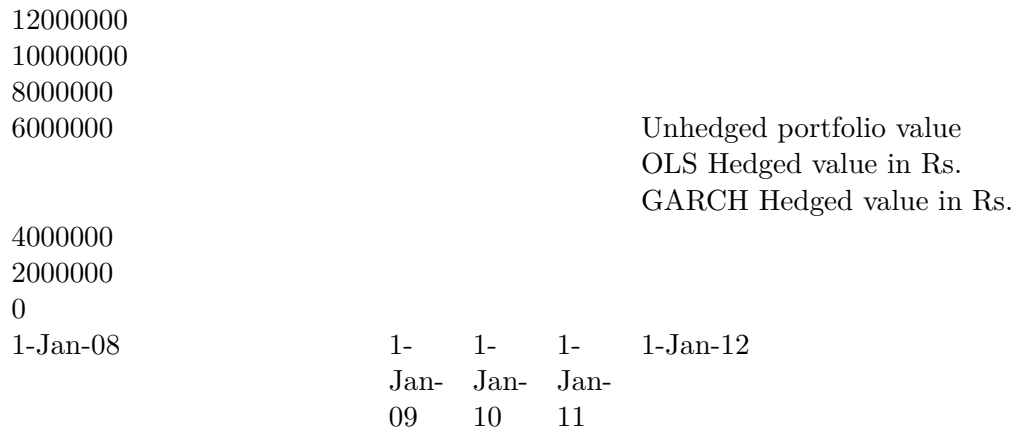 12000000
10000000
8000000
6000000 Unhedged portfolio value
OLS Hedged value in Rs.
GARCH Hedged value in Rs.
4000000
2000000
0
1-Jan-08 1- 1- 1- 1-Jan-12
Jan- Jan- Jan-
09 10 11